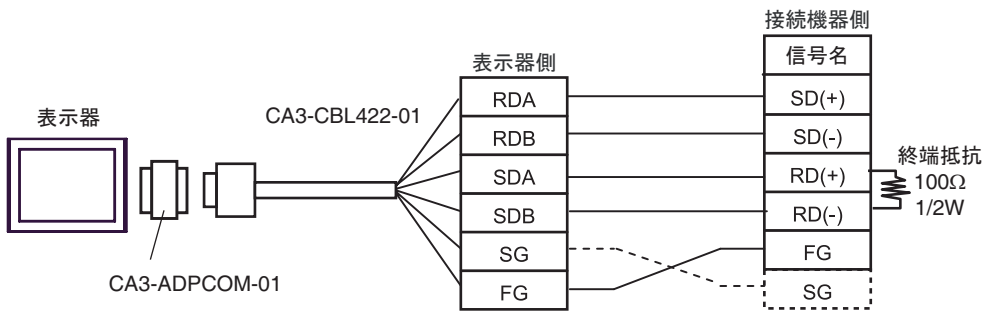 接続機器側
信号名
SD(+)
SD(-)
RD(+)
RD(-)
FG
SG
終端抵抗
100Ω
1/2W
表示器側
RDA
RDB
SDA
SDB
SG
FG
CA3-CBL422-01
表示器
CA3-ADPCOM-01